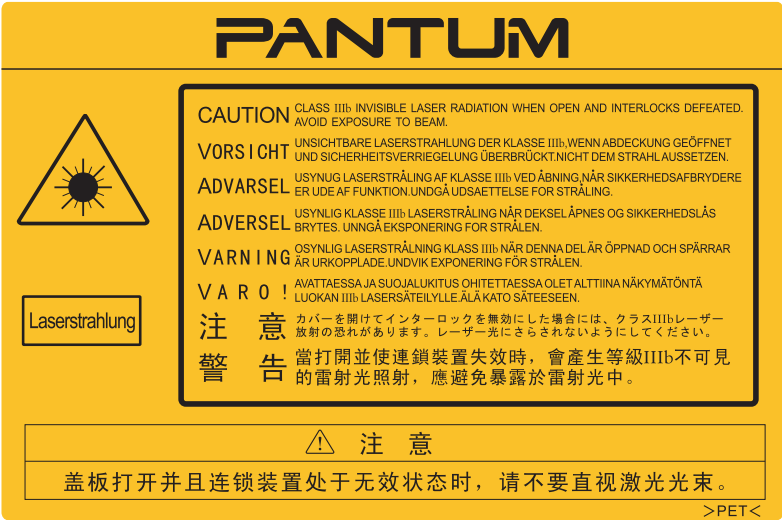 PANTUM
CAUTION CLASS IIIb INVISIBLE LASER RADIATION WHEN OPEN AND INTERLOCKS DEFEATED.
AVOID EXPOSURE TO BEAM.
VORSICHT UNSICHTBARE LASERSTRAHLUNG DER KLASSE IIIb,WENN ABDECKUNG GEÖFFNET
UND SICHERHEITSVERRIEGELUNG ÜBERBRÜCKT.NICHT DEM STRAHL AUSSETZEN.
ADVARSEL USYNUG LASERSTRÅLING AF KLASSE IIIb VED ÅBNING,NÅR SIKKERHEDSAFBRYDERE
ER UDE AF FUNKTION.UNDGÅ UDSAETTELSE FOR STRÅLING.
ADVERSEL USYNLIG KLASSE IIIb LASERSTRÅLING NÅR DEKSEL ÅPNES OG SIKKERHEDSLÅS
BRYTES. UNNGÅ EKSPONERING FOR STRÅLEN.
VARNING OSYNLIG LASERSTRÅLNING KLASS IIIb NÄR DENNA DEL ÄR ÖPPNAD OCH SPÄRRAR
ÄR URKOPPLADE.UNDVIK EXPONERING FÖR STRÅLEN.
VARO! AVATTAESSA JA SUOJALUKITUS OHITETTAESSA OLET ALTTIINA NÄKYMÄTÖNTÄ
LUOKAN IIIb LASERSÄTEILYLLE.ÄLÄ KATO SÄTEESEEN.
注 意 カバーを開けてインターロックを無効にした場合には、クラスIIIbレーザー
放射の恐れがあります。レーザー光にさらされないようにしてください。
警 告 當打開並使連鎖裝置失效時，會產生等級IIIb不可見
的雷射光照射，應避免暴露於雷射光中。
Laserstrahlung
注 意
盖板打开并且连锁装置处于无效状态时，请不要直视激光光束。
>PET<